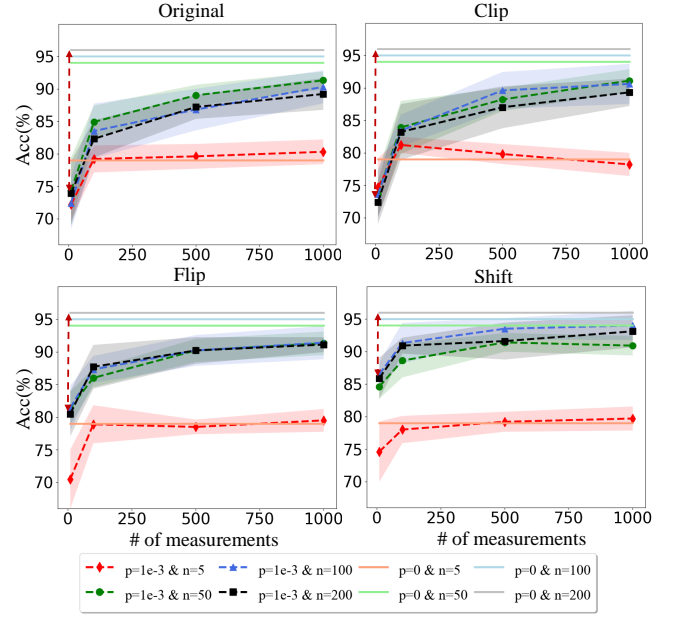 Original
Clip
Acc(%)
95
90
85
80
75
70
0
250
500
750
1000
95
90
85
80
75
70
0
250
500
750
1000
Flip
Shift
Acc(%)
95
90
85
80
75
70
0
250
500
750
1000
# of measurements
95
90
85
80
75
70
0
250
500
750
1000
# of measurements
p=1e-3 & n=5
p=1e-3 & n=100
p=0 & n=5
p=0 & n=100
p=1e-3 & n=50
p=1e-3 & n=200
p=0 & n=50
p=0 & n=200